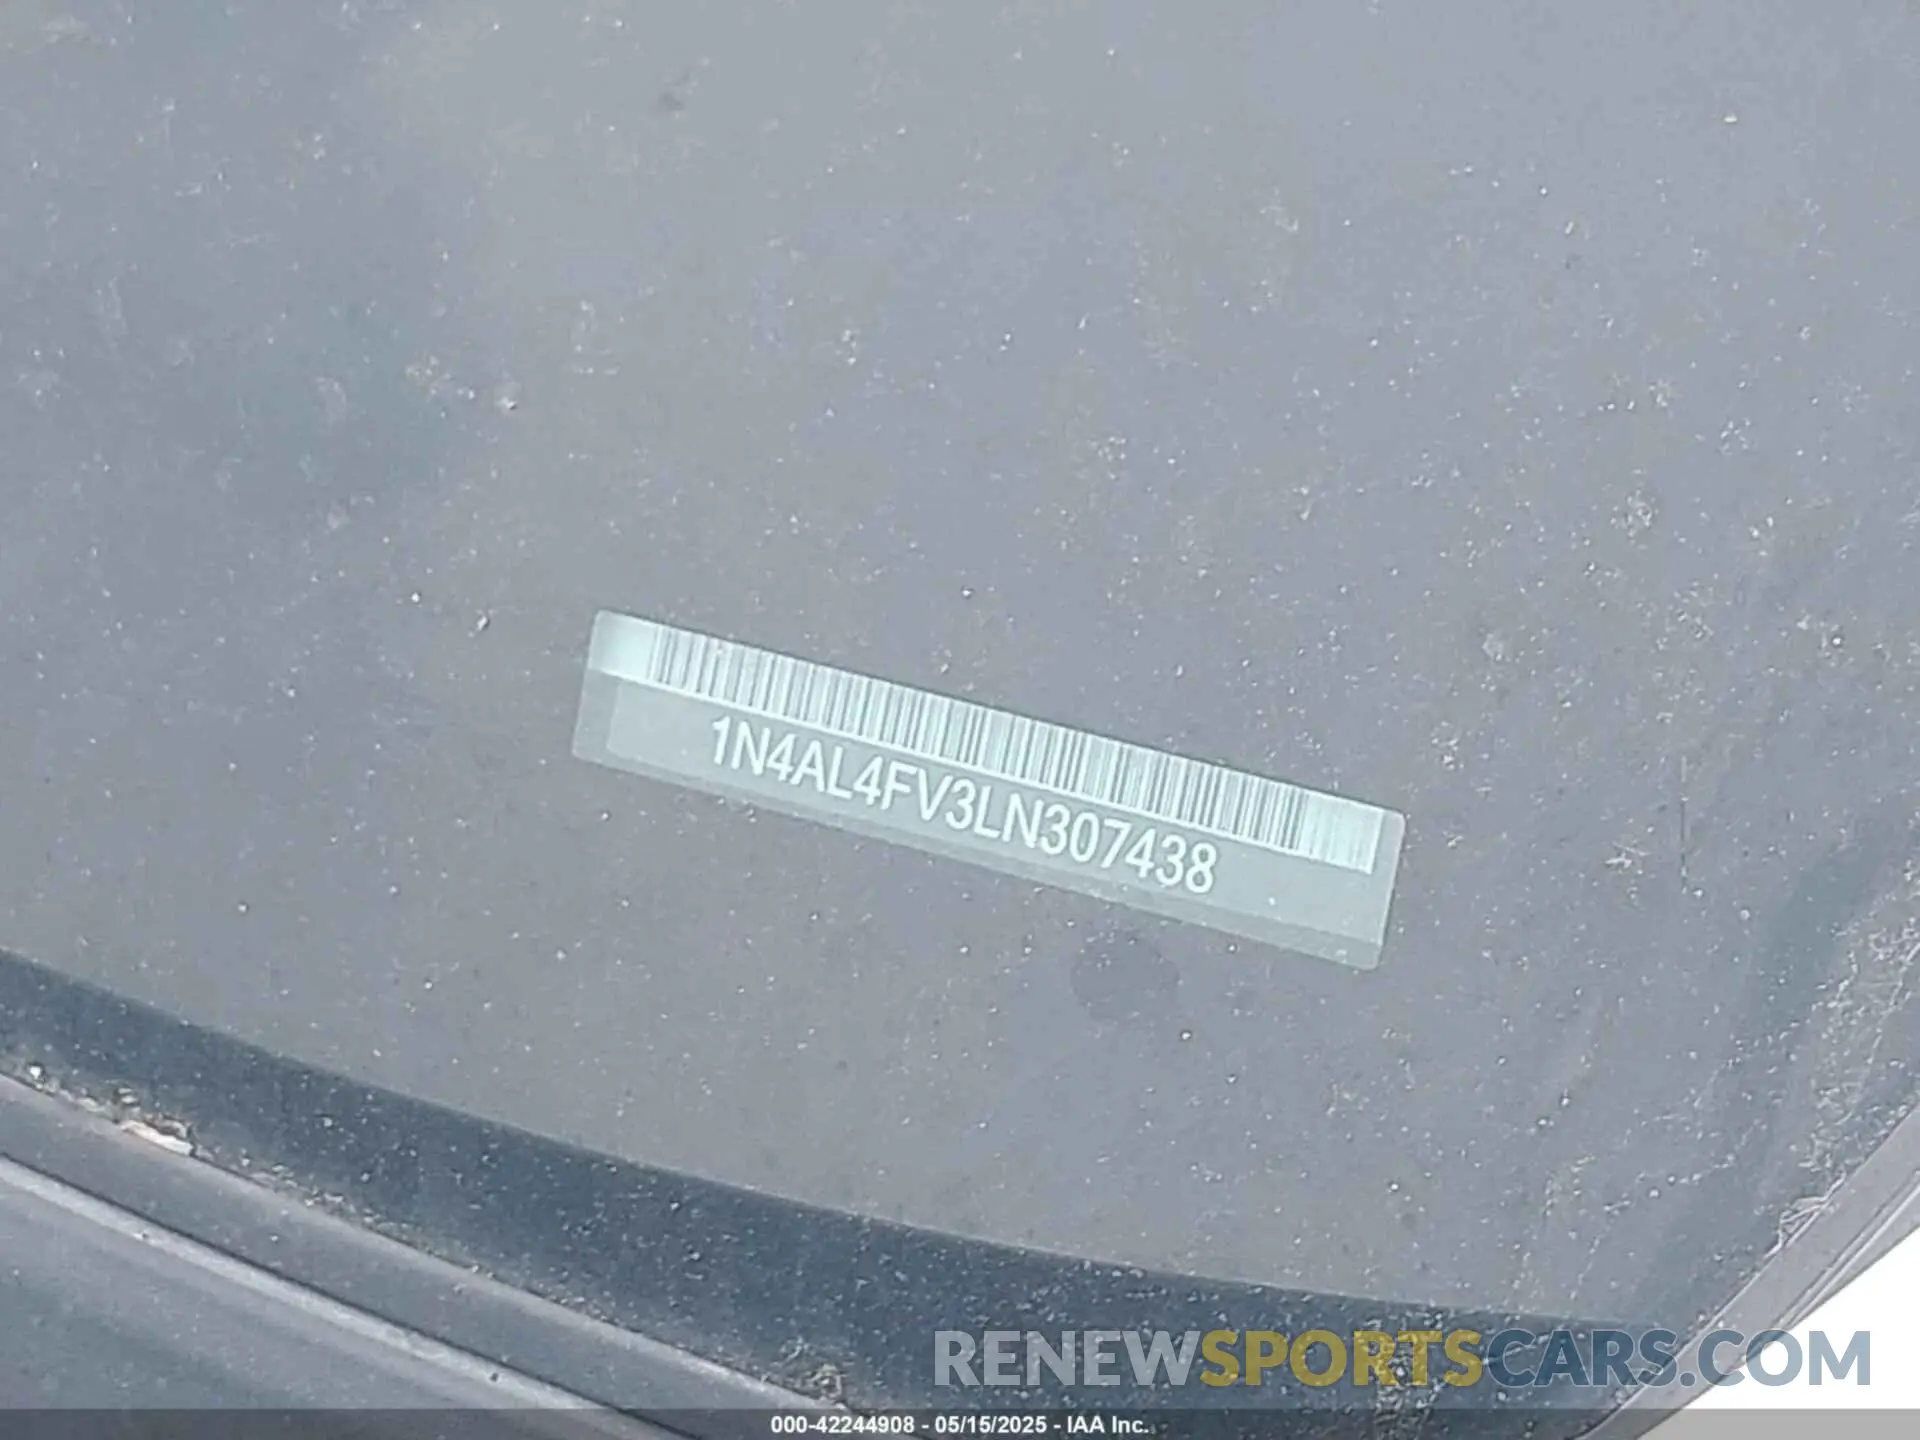 1N4AL4FV3LN307438
RENEWSPORTSCARS.COM
000-42244908 - 05/15/2025 - IAA Inc.